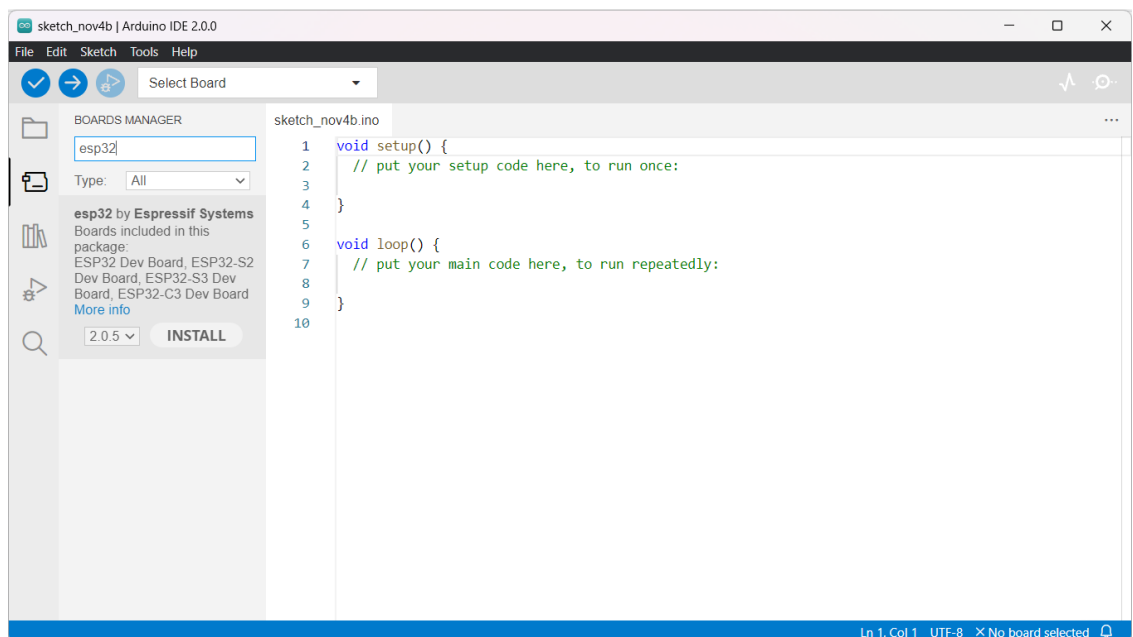 sketch_nov4b | Arduino IDE 2.0.0
File Edit Sketch Tools Help
Select Board
BOARDS MANAGER
esp32
Type: All
esp32 by Espressif Systems
Boards included in this
package:
ESP32 Dev Board, ESP32-S2
Dev Board, ESP32-S3 Dev
Board, ESP32-C3 Dev Board
More info
2.0.5 INSTALL
sketch_nov4b.ino
1 void setup() {
2 // put your setup code here, to run once:
3
4 }
5
6 void loop() {
7 // put your main code here, to run repeatedly:
8
9 }
10
Ln 1, Col 1 UTF-8 No board selected